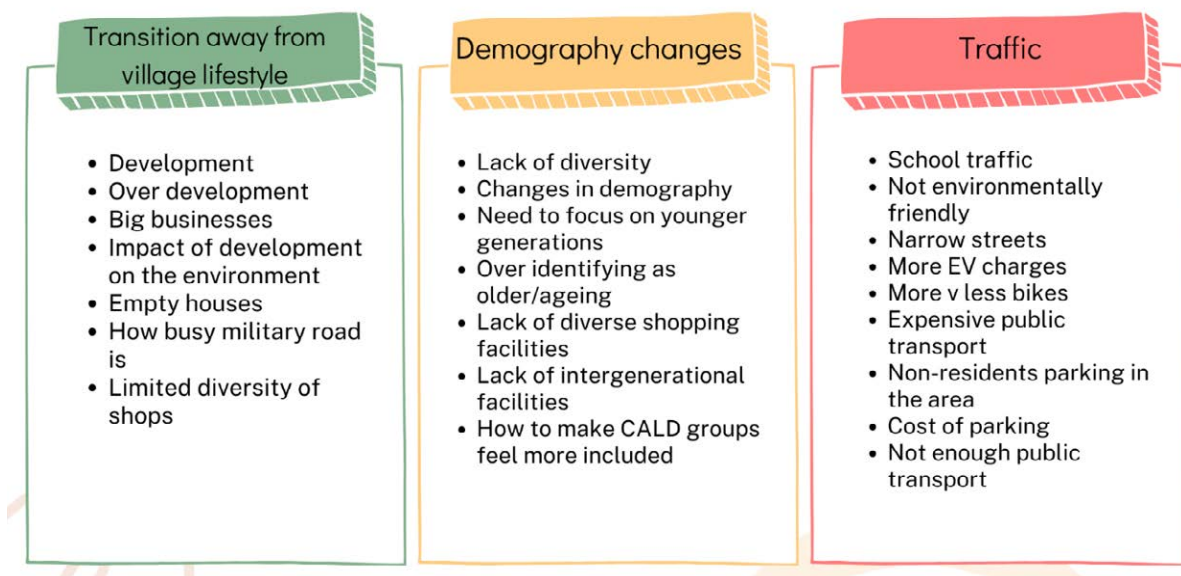 Transition away from
village lifestyle
• Development
• Over development
• Big businesses
• Impact of development
on the environment
• Empty houses
• How busy military road
is
• Limited diversity of
shops
Demography changes
• Lack of diversity
• Changes in demography
• Need to focus on younger
generations
• Over identifying as
older/ageing
• Lack of diverse shopping
facilities
• Lack of intergenerational
facilities
• How to make CALD groups
feel more included
Traffic
• School traffic
• Not environmentally
friendly
• Narrow streets
• More EV charges
• More v less bikes
• Expensive public
transport
• Non-residents parking in
the area
• Cost of parking
• Not enough public
transport